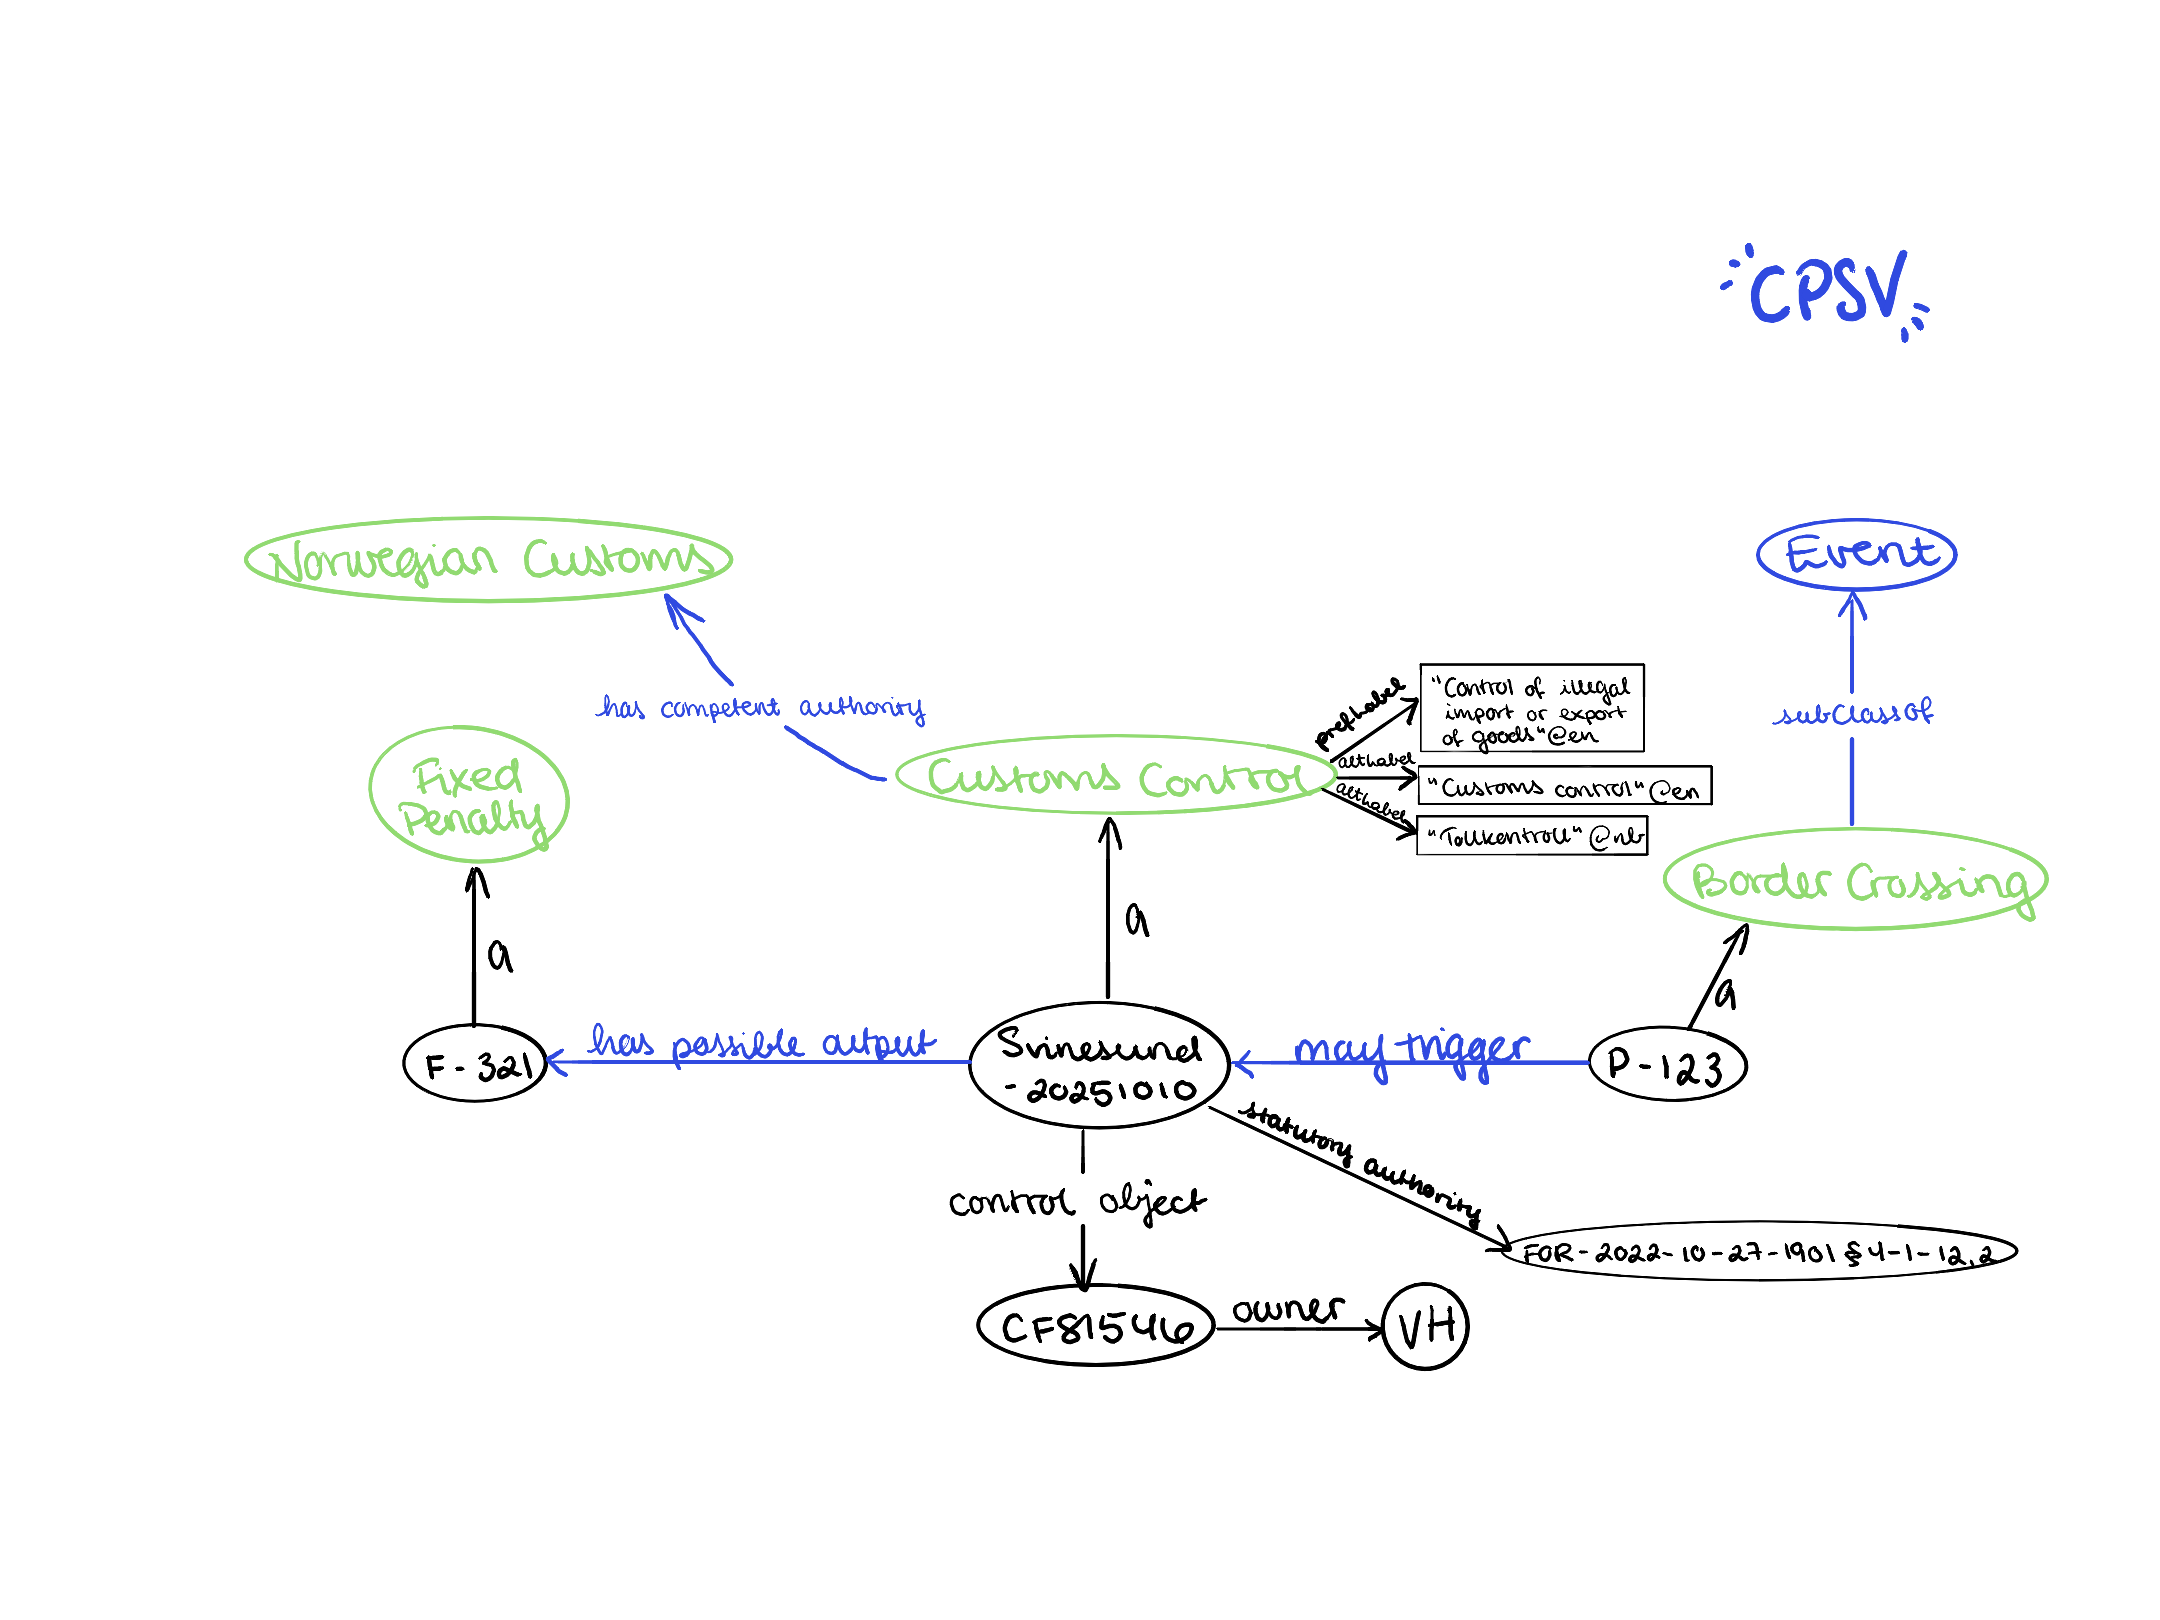 CPSV
Norwegian Customs
Event
has competent authority
subClassOf
Fixed
Penalty
Customs Control
prefLabel
"Control of illegal
import or export
of goods"@en
altLabel
"Customs control"@en
altLabel
"Tollkontroll"@nb
Border Crossing
a
a
a
F-321
has possible output
Svinesund
-20251010
may trigger
P-123
statutory authority
control object
FOR-2022-10-27-1901 § 4-1-12,2
CF81546
owner
VH